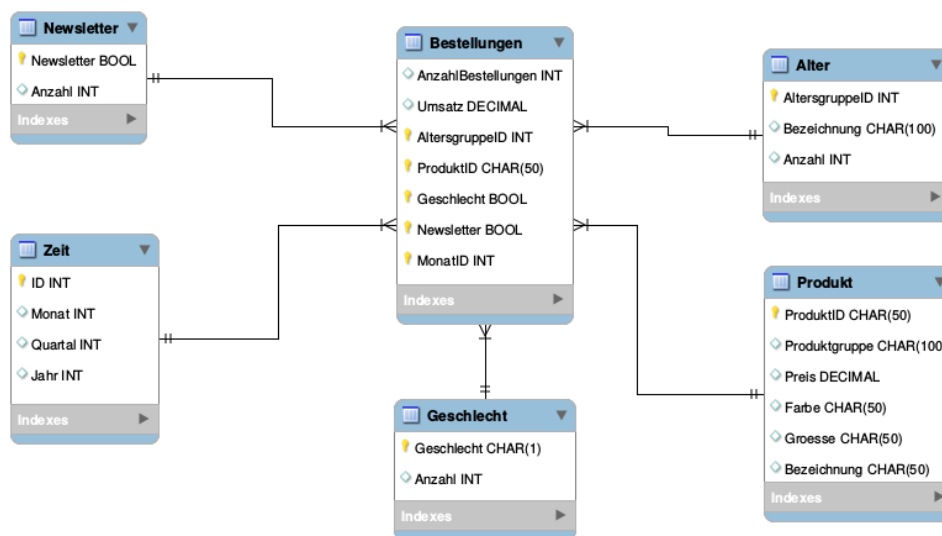 Newsletter
Newsletter BOOL
Anzahl INT
Indexes
Bestellungen
AnzahlBestellungen INT
Umsatz DECIMAL
AltersgruppeID INT
ProduktID CHAR(50)
Geschlecht BOOL
Newsletter BOOL
MonatID INT
Indexes
Alter
AltersgruppeID INT
Bezeichnung CHAR(100)
Anzahl INT
Indexes
Zeit
ID INT
Monat INT
Quartal INT
Jahr INT
Indexes
Geschlecht
Geschlecht CHAR(1)
Anzahl INT
Indexes
Produkt
ProduktID CHAR(50)
Produktgruppe CHAR(100
Preis DECIMAL
Farbe CHAR(50)
Groesse CHAR(50)
Bezeichnung CHAR(50)
Indexes